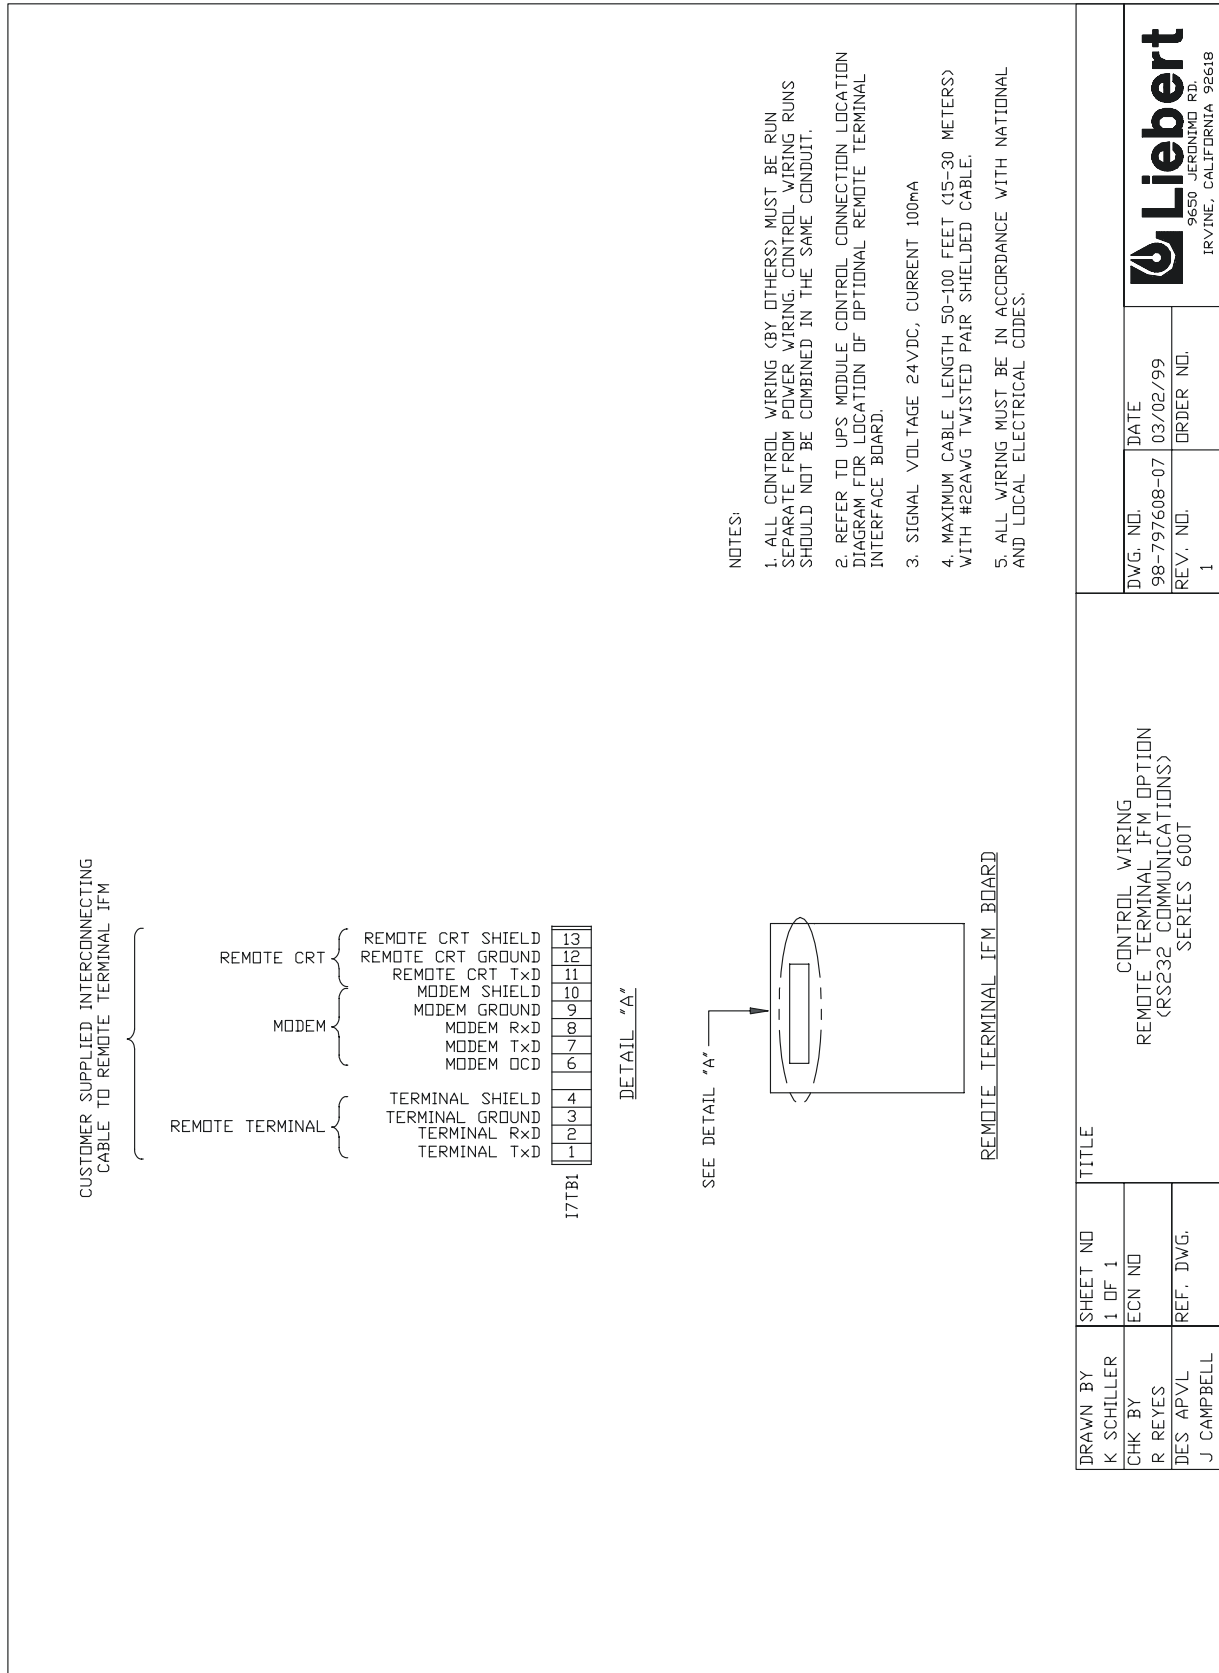 CUSTOMER SUPPLIED INTERCONNECTING
CABLE TO REMOTE TERMINAL IFM
REMOTE CRT
MODEM
REMOTE TERMINAL
REMOTE CRT SHIELD 13
REMOTE CRT GROUND 12
REMOTE CRT TxD 11
MODEM SHIELD 10
MODEM GROUND 9
MODEM RxD 8
MODEM TxD 7
MODEM OCD 6
TERMINAL SHIELD 4
TERMINAL GROUND 3
TERMINAL RxD 2
TERMINAL TxD 1
I7TB1
DETAIL "A"
SEE DETAIL "A"
REMOTE TERMINAL IFM BOARD
NOTES:
1. ALL CONTROL WIRING (BY OTHERS) MUST BE RUN
SEPARATE FROM POWER WIRING. CONTROL WIRING RUNS
SHOULD NOT BE COMBINED IN THE SAME CONDUIT.
2. REFER TO UPS MODULE CONTROL CONNECTION LOCATION
DIAGRAM FOR LOCATION OF OPTIONAL REMOTE TERMINAL
INTERFACE BOARD.
3. SIGNAL VOLTAGE 24VDC, CURRENT 100mA
4. MAXIMUM CABLE LENGTH 50-100 FEET (15-30 METERS)
WITH #22AWG TWISTED PAIR SHIELDED CABLE.
5. ALL WIRING MUST BE IN ACCORDANCE WITH NATIONAL
AND LOCAL ELECTRICAL CODES.
DRAWN BY
K SCHILLER
CHK BY
R REYES
DES APVL
J CAMPBELL
SHEET NO
1 OF 1
ECN NO
REF. DWG.
TITLE
CONTROL WIRING
REMOTE TERMINAL IFM OPTION
(RS232 COMMUNICATIONS)
SERIES 600T
DWG. NO.
98-797608-07
REV. NO.
1
DATE
03/02/99
ORDER NO.
Liebert
9650 JERONIMO RD.
IRVINE, CALIFORNIA 92618